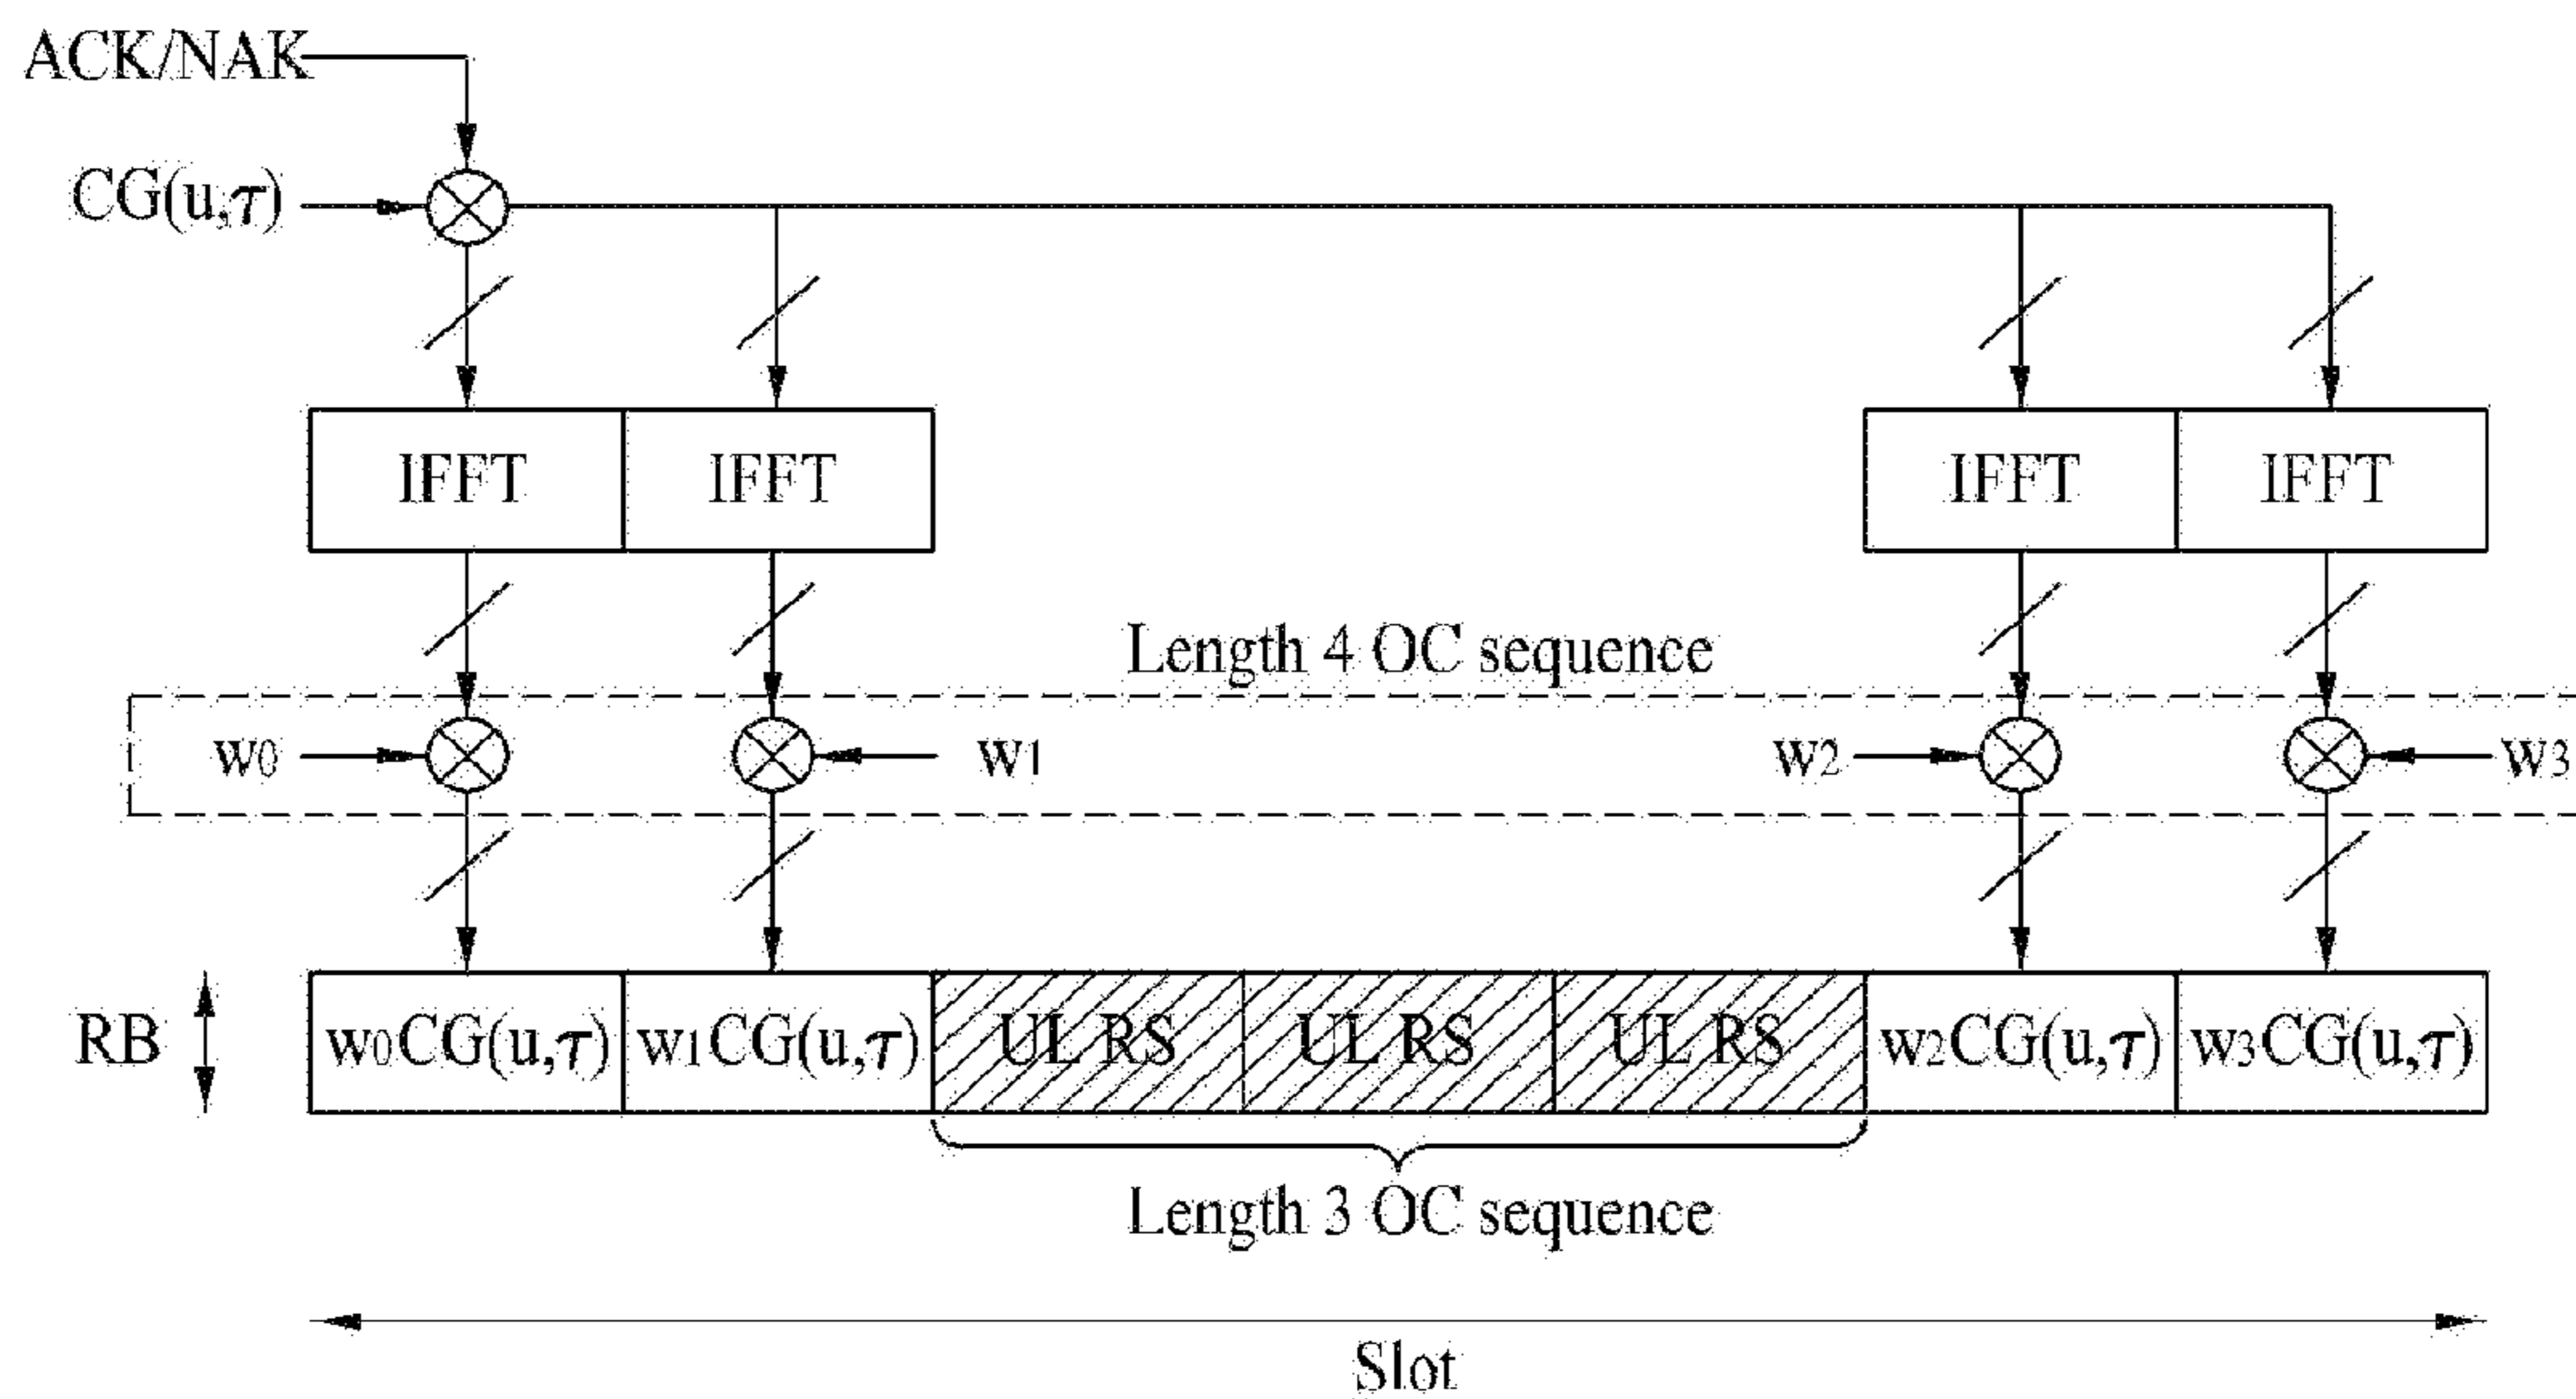 ACK/NAK
CG(u,τ)
IFFT IFFT IFFT IFFT
Length 4 OC sequence
w0 w1 w2 w3
RB w0CG(u,τ) w1CG(u,τ) UL RS UL RS UL RS w2CG(u,τ) w3CG(u,τ)
Length 3 OC sequence
Slot